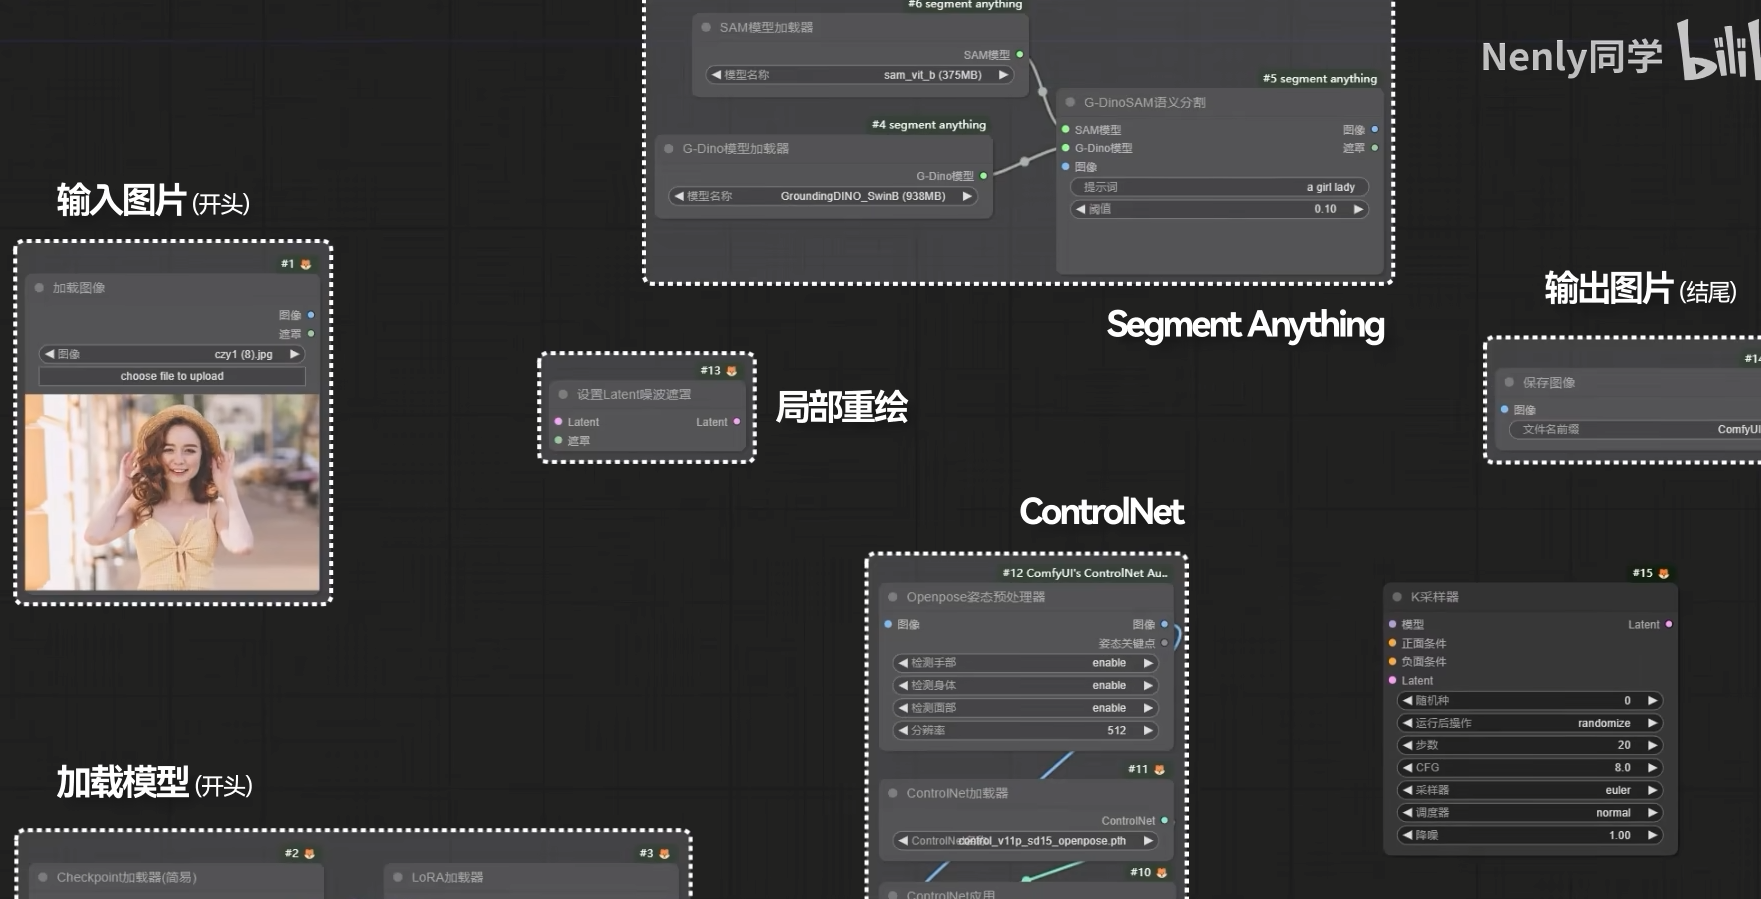 #6 segment anything
SAM模型加载器
SAM模型
模型名称 sam_vit_b (375MB)
#4 segment anything
G-Dino模型加载器
G-Dino模型
模型名称 GroundingDINO_SwinB (938MB)
#5 segment anything
G-DinoSAM语义分割
SAM模型 图像
G-Dino模型 遮罩
图像
提示词 a girl lady
阈值 0.10
Segment Anything
Nenly同学 bilibili
输入图片 (开头)
#1
加载图像
图像
遮罩
图像 czy1 (8).jpg
choose file to upload
#13
设置Latent噪波遮罩
Latent Latent
遮罩
局部重绘
输出图片 (结尾)
#14
保存图像
图像
文件名前缀 ComfyUI
ControlNet
#12 ComfyUI's ControlNet Au..
Openpose姿态预处理器
图像 图像
姿态关键点
检测手部 enable
检测身体 enable
检测面部 enable
分辨率 512
#11
ControlNet加载器
ControlNet
ControlNet名称 control_v11p_sd15_openpose.pth
#10
ControlNet应用
#15
K采样器
模型 Latent
正面条件
负面条件
Latent
随机种 0
运行后操作 randomize
步数 20
CFG 8.0
采样器 euler
调度器 normal
降噪 1.00
加载模型 (开头)
#2
Checkpoint加载器(简易)
#3
LoRA加载器